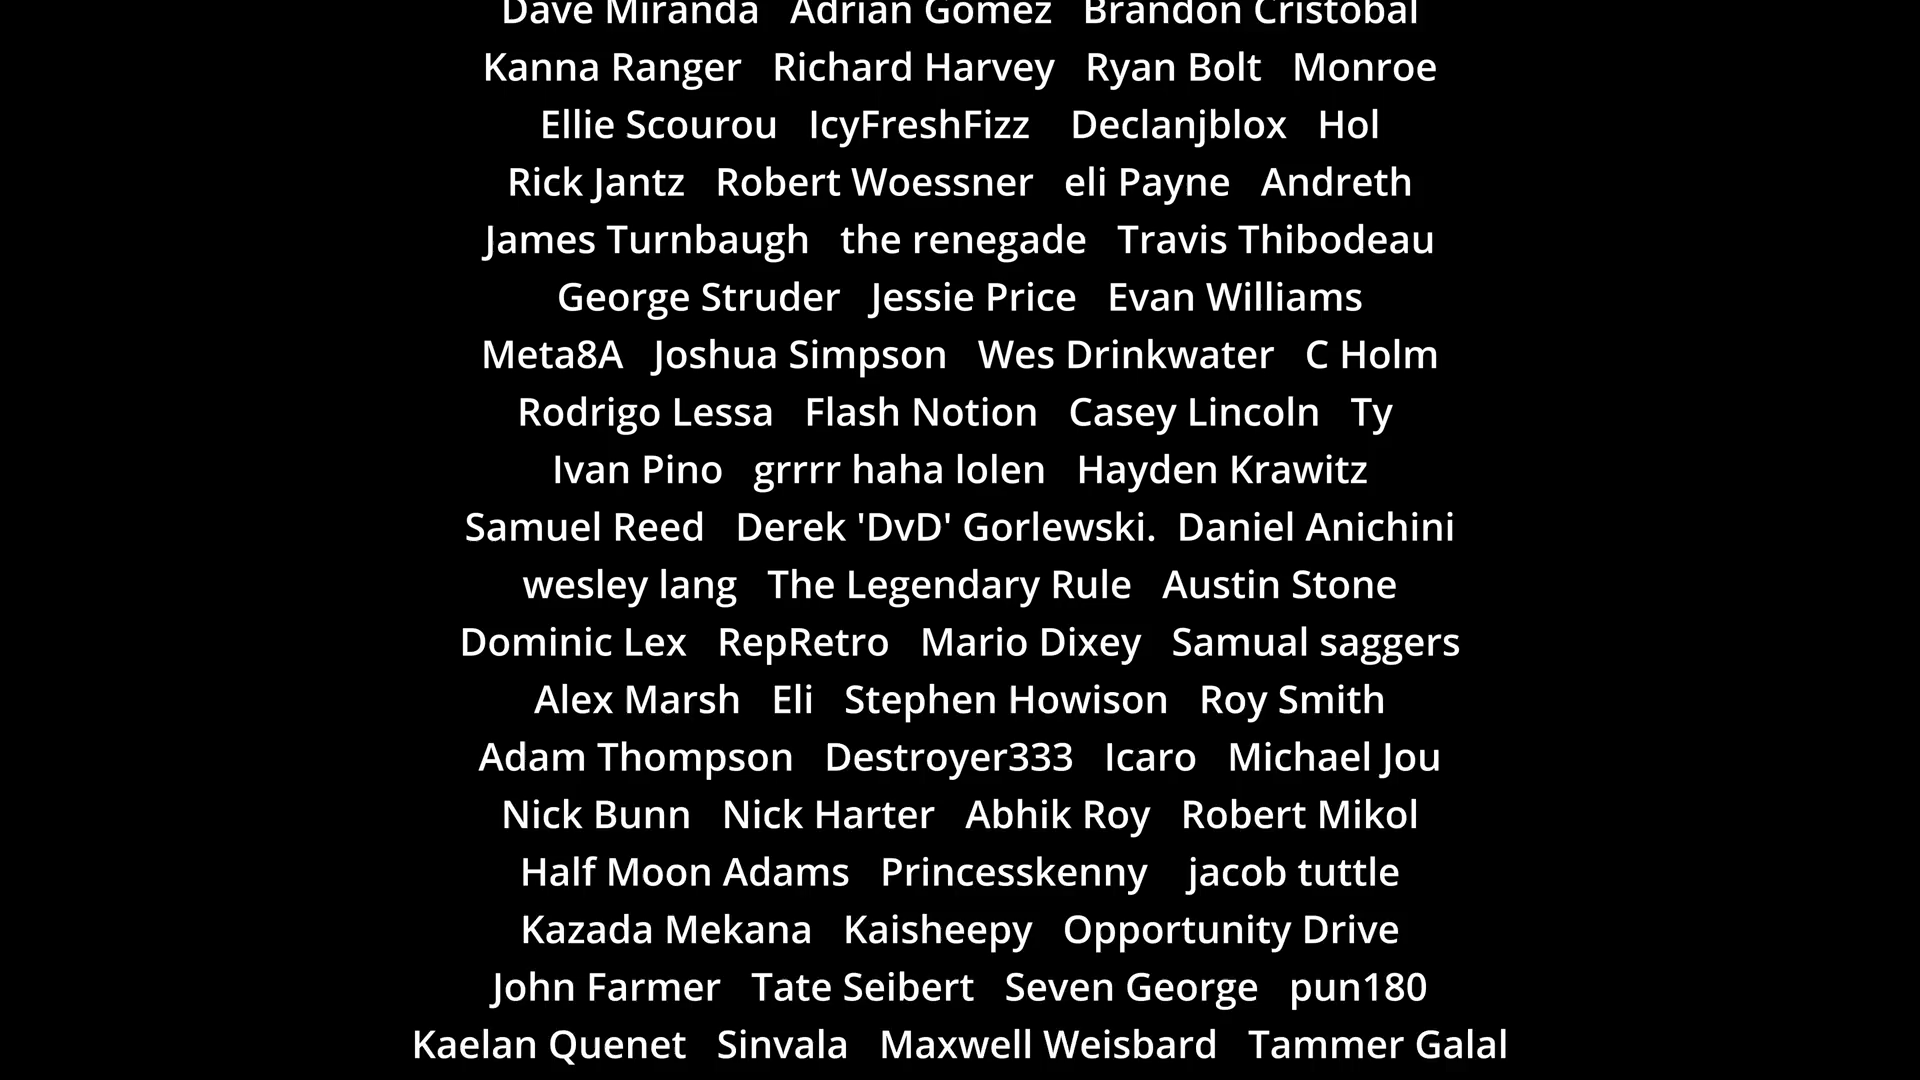 Dave Miranda Adrian Gomez Brandon Cristobal
Kanna Ranger Richard Harvey Ryan Bolt Monroe
Ellie Scourou IcyFreshFizz Declanjblox Hol
Rick Jantz Robert Woessner eli Payne Andreth
James Turnbaugh the renegade Travis Thibodeau
George Struder Jessie Price Evan Williams
Meta8A Joshua Simpson Wes Drinkwater C Holm
Rodrigo Lessa Flash Notion Casey Lincoln Ty
Ivan Pino grrrr haha lolen Hayden Krawitz
Samuel Reed Derek 'DvD' Gorlewski. Daniel Anichini
wesley lang The Legendary Rule Austin Stone
Dominic Lex RepRetro Mario Dixey Samual saggers
Alex Marsh Eli Stephen Howison Roy Smith
Adam Thompson Destroyer333 Icaro Michael Jou
Nick Bunn Nick Harter Abhik Roy Robert Mikol
Half Moon Adams Princesskenny jacob tuttle
Kazada Mekana Kaisheepy Opportunity Drive
John Farmer Tate Seibert Seven George pun180
Kaelan Quenet Sinvala Maxwell Weisbard Tammer Galal